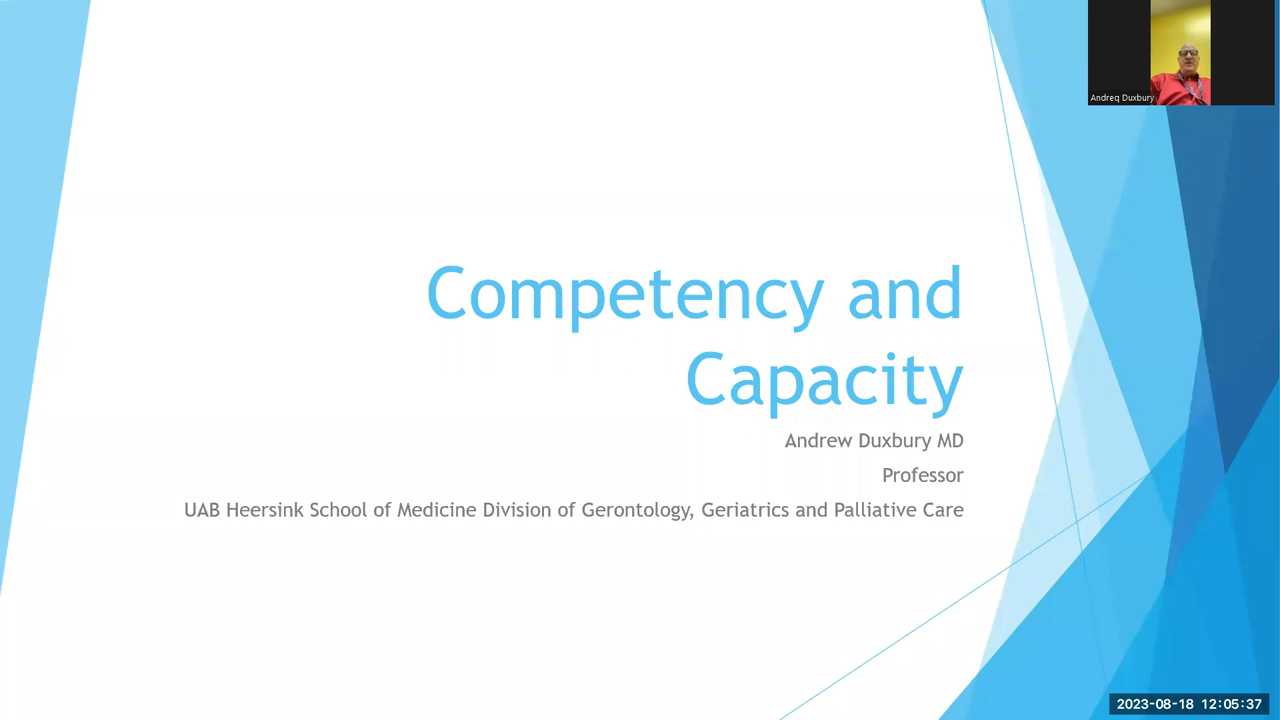 Andreq Duxbury
Competency and
Capacity
Andrew Duxbury MD
Professor
UAB Heersink School of Medicine Division of Gerontology, Geriatrics and Palliative Care
2023-08-18 12:05:37